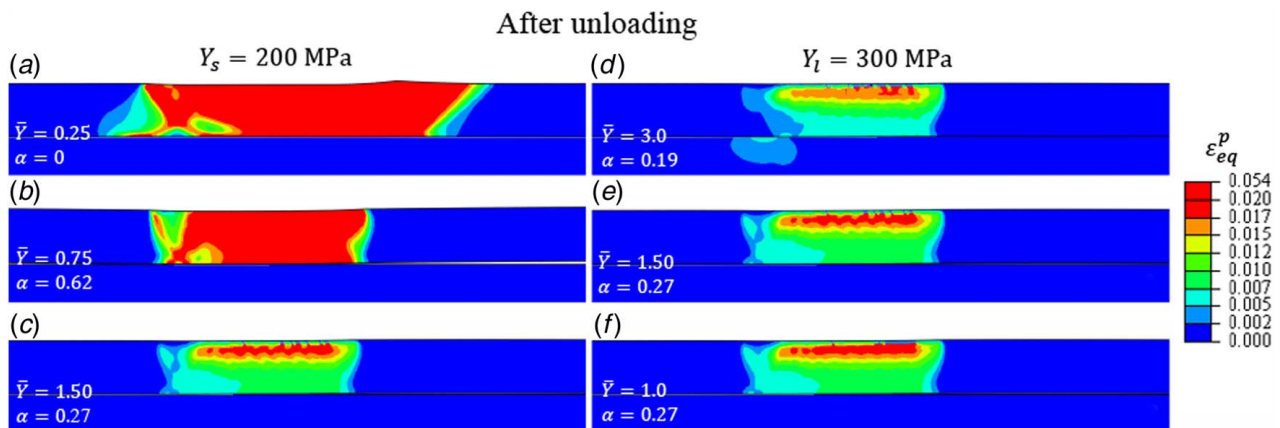 After unloading
Y_s = 200 MPa
Y_l = 300 MPa
(a)
Ȳ = 0.25
α = 0
(b)
Ȳ = 0.75
α = 0.62
(c)
Ȳ = 1.50
α = 0.27
(d)
Ȳ = 3.0
α = 0.19
(e)
Ȳ = 1.50
α = 0.27
(f)
Ȳ = 1.0
α = 0.27
ε_eq^p
0.054
0.020
0.017
0.015
0.012
0.010
0.007
0.005
0.002
0.000